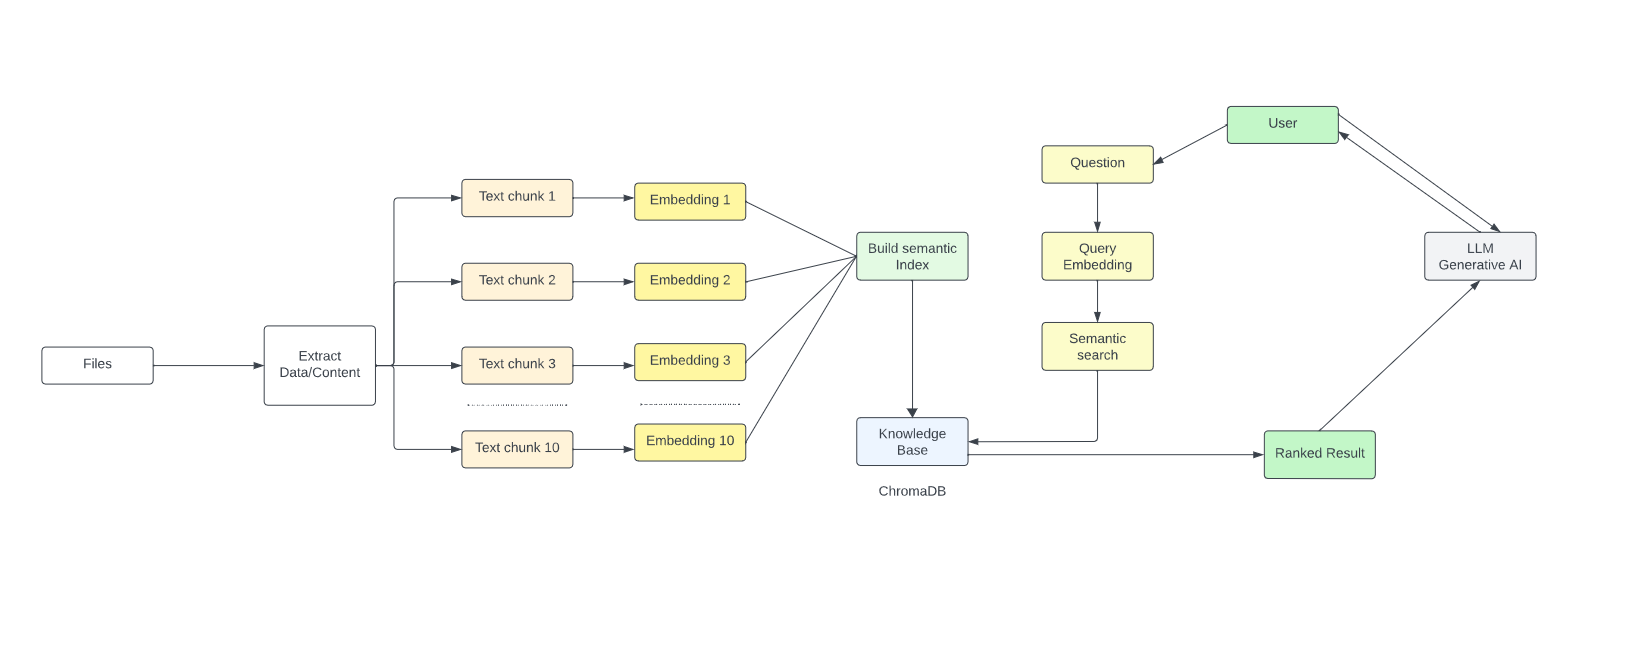 Files
Extract
Data/Content
Text chunk 1
Text chunk 2
Text chunk 3
Text chunk 10
Embedding 1
Embedding 2
Embedding 3
Embedding 10
Build semantic
Index
Knowledge
Base
ChromaDB
Question
Query
Embedding
Semantic
search
User
LLM
Generative AI
Ranked Result